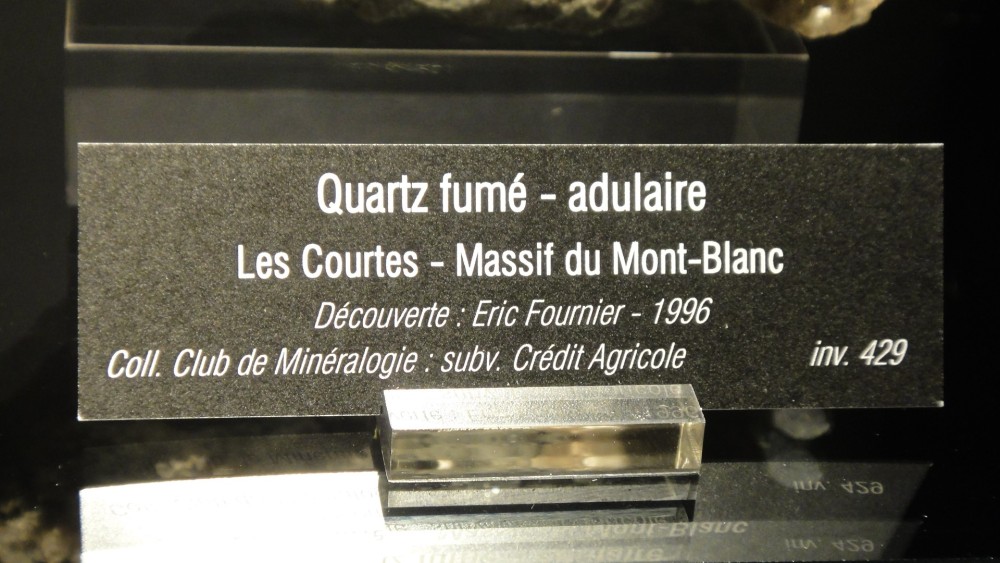 Quartz fumé - adulaire
Les Courtes - Massif du Mont-Blanc
Découverte : Eric Fournier - 1996
Coll. Club de Minéralogie : subv. Crédit Agricole inv. 429